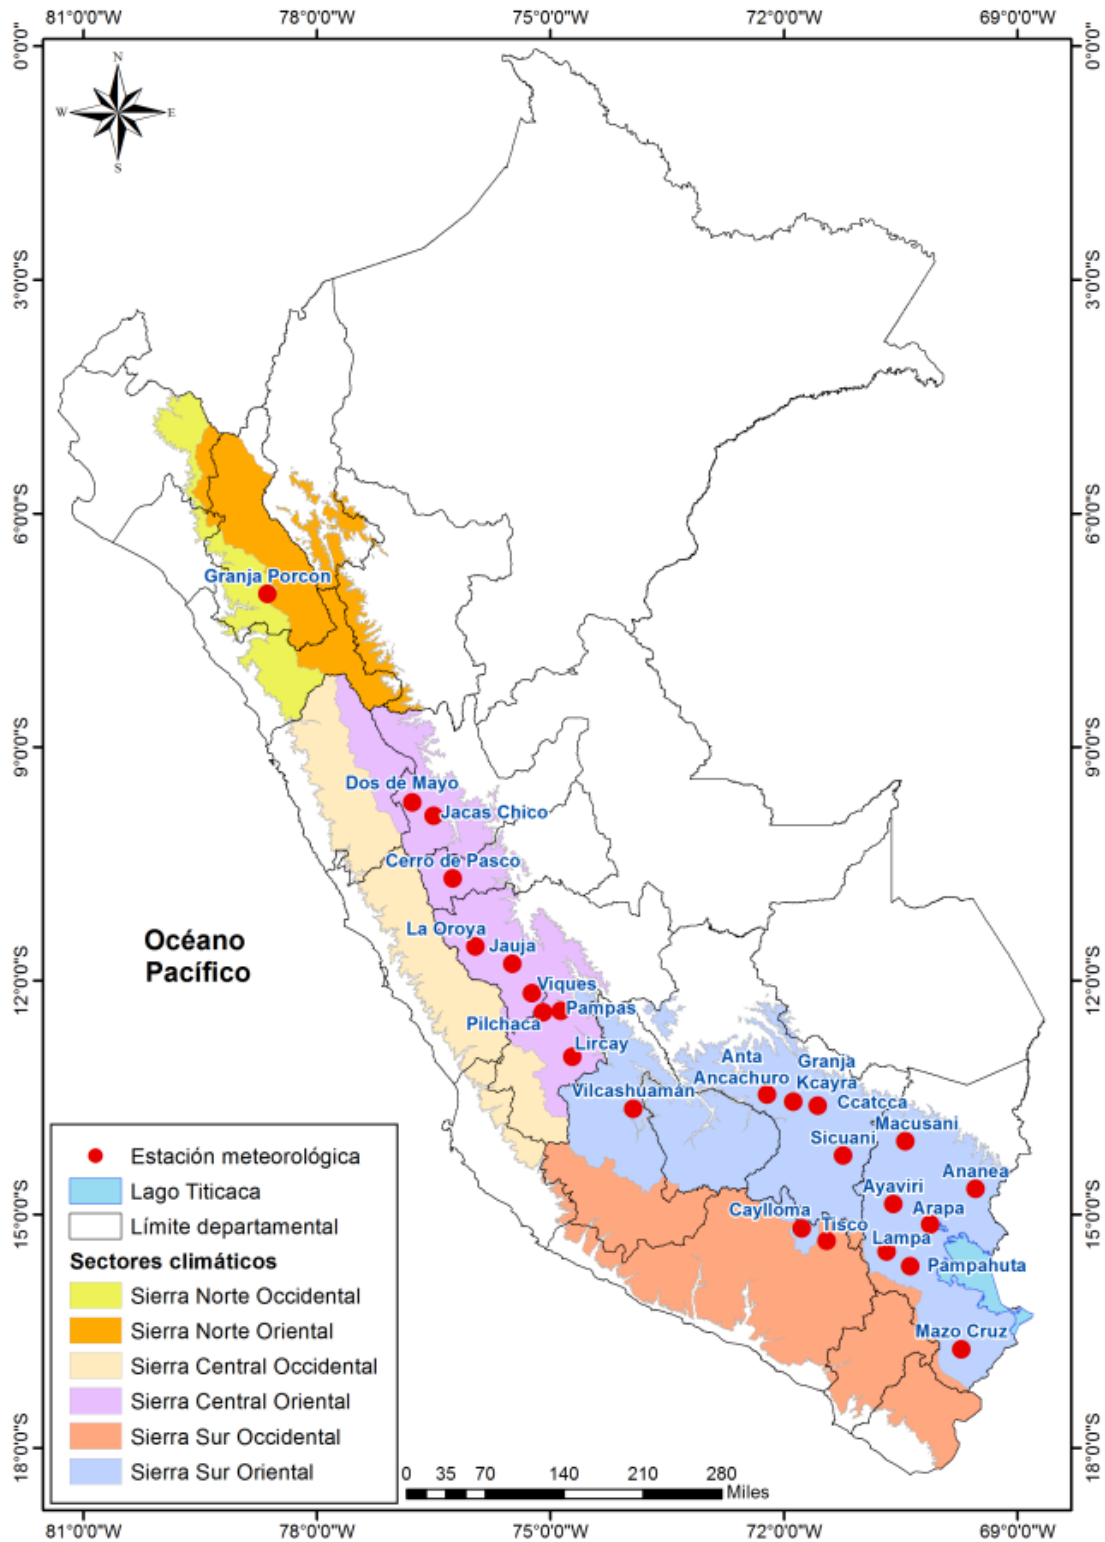 81°0'0"W 78°0'0"W 75°0'0"W 72°0'0"W 69°0'0"W
0°0'0"
0°0'0"
N
W
E
S
3°0'0"S
3°0'0"S
6°0'0"S
6°0'0"S
Granja Porcon
9°0'0"S
9°0'0"S
Dos de Mayo
Jacas Chico
Cerro de Pasco
La Oroya
Jauja
Océano
Pacífico
12°0'0"S
12°0'0"S
Viques
Pampas
Pilchaca
Lircay
Vilcashuamán
Anta
Ancachuro
Granja
Kcayra
Ccatcca
Macusani
Sicuani
Ananea
Ayaviri
Arapa
15°0'0"S
15°0'0"S
Caylloma
Tisco
Lampa
Pampahuta
Mazo Cruz
18°0'0"S
18°0'0"S
Estación meteorológica
Lago Titicaca
Límite departamental
Sectores climáticos
Sierra Norte Occidental
Sierra Norte Oriental
Sierra Central Occidental
Sierra Central Oriental
Sierra Sur Occidental
Sierra Sur Oriental
0 35 70 140 210 280
Miles
81°0'0"W 78°0'0"W 75°0'0"W 72°0'0"W 69°0'0"W